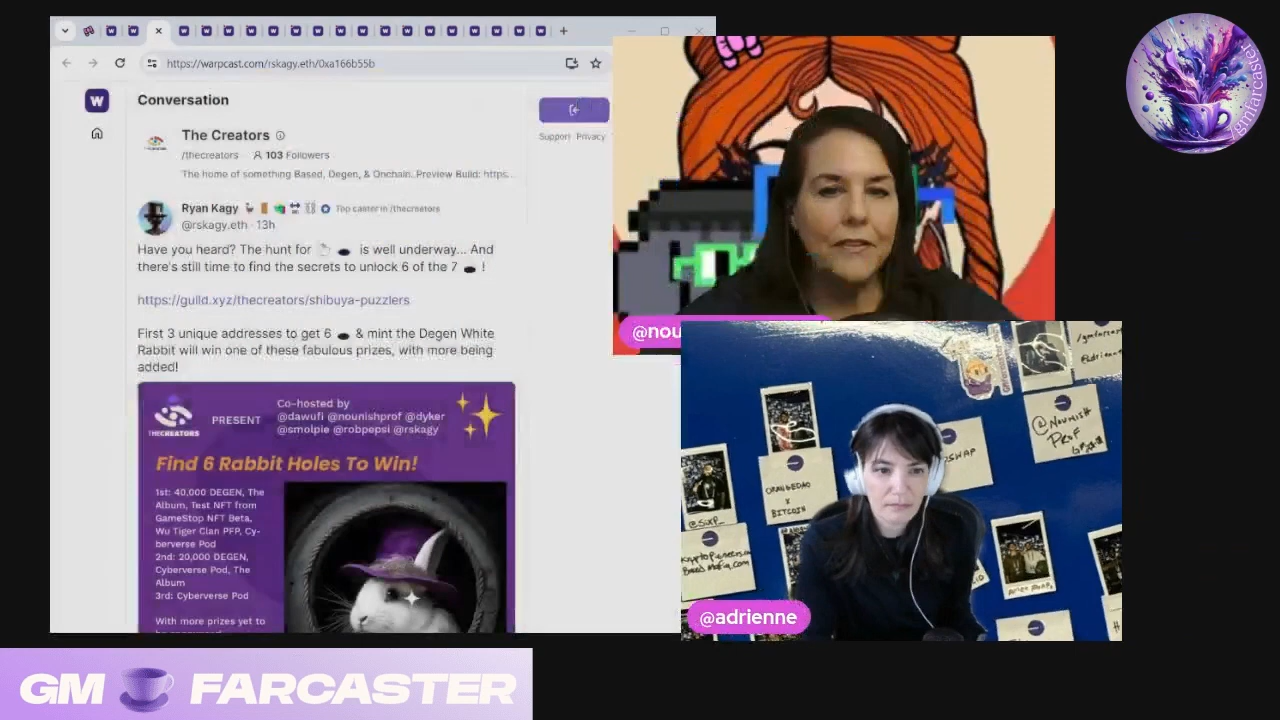 https://warpcast.com/rskagy.eth/0xa166b55b
W
Conversation
The Creators
/thecreators 103 Followers
The home of something Based, Degen, & Onchain. Preview Build: https...
Support Privacy
Ryan Kagy Top caster in /thecreators
@rskagy.eth · 13h
Have you heard? The hunt for is well underway... And
there's still time to find the secrets to unlock 6 of the 7 !
https://guild.xyz/thecreators/shibuya-puzzlers
First 3 unique addresses to get 6 & mint the Degen White
Rabbit will win one of these fabulous prizes, with more being
added!
THECREATORS
PRESENT
Co-hosted by
@dawufi @nounishprof @dyker
@smolpie @robpepsi @rskagy
Find 6 Rabbit Holes To Win!
1st: 40,000 DEGEN, The
Album, Test NFT from
GameStop NFT Beta,
Wu Tiger Clan PFP, Cy-
berverse Pod
2nd: 20,000 DEGEN,
Cyberverse Pod, The
Album
3rd: Cyberverse Pod
With more prizes yet to
@nou
@NOUNISH
PROF
ORANGEDAO
X
BITCOIN
@adrienne
GM FARCASTER
gmfarcaster